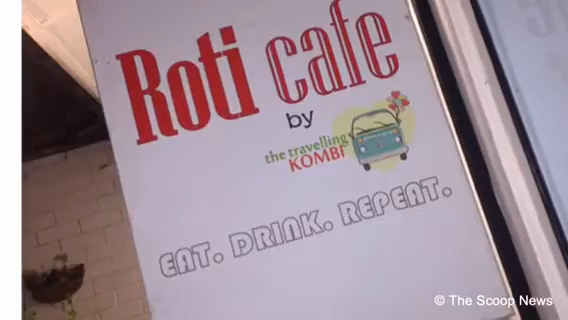 Roti cafe
by
the travelling
KOMBI
EAT. DRINK. REPEAT.
© The Scoop News